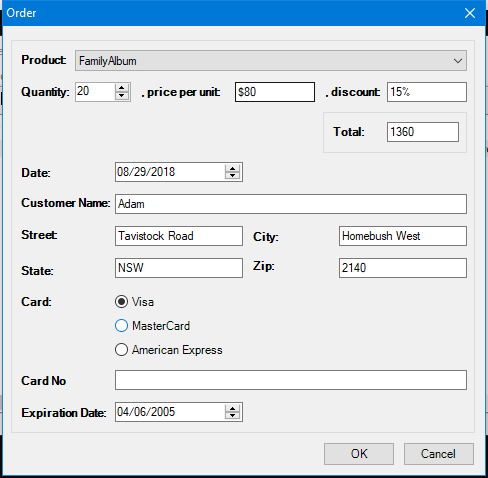 Order
Product: FamilyAlbum
Quantity: 20 , price per unit: $80 , discount: 15%
Total: 1360
Date: 08/29/2018
Customer Name: Adam
Street: Tavistock Road City: Homebush West
State: NSW Zip: 2140
Card: Visa
MasterCard
American Express
Card No
Expiration Date: 04/06/2005
OK Cancel